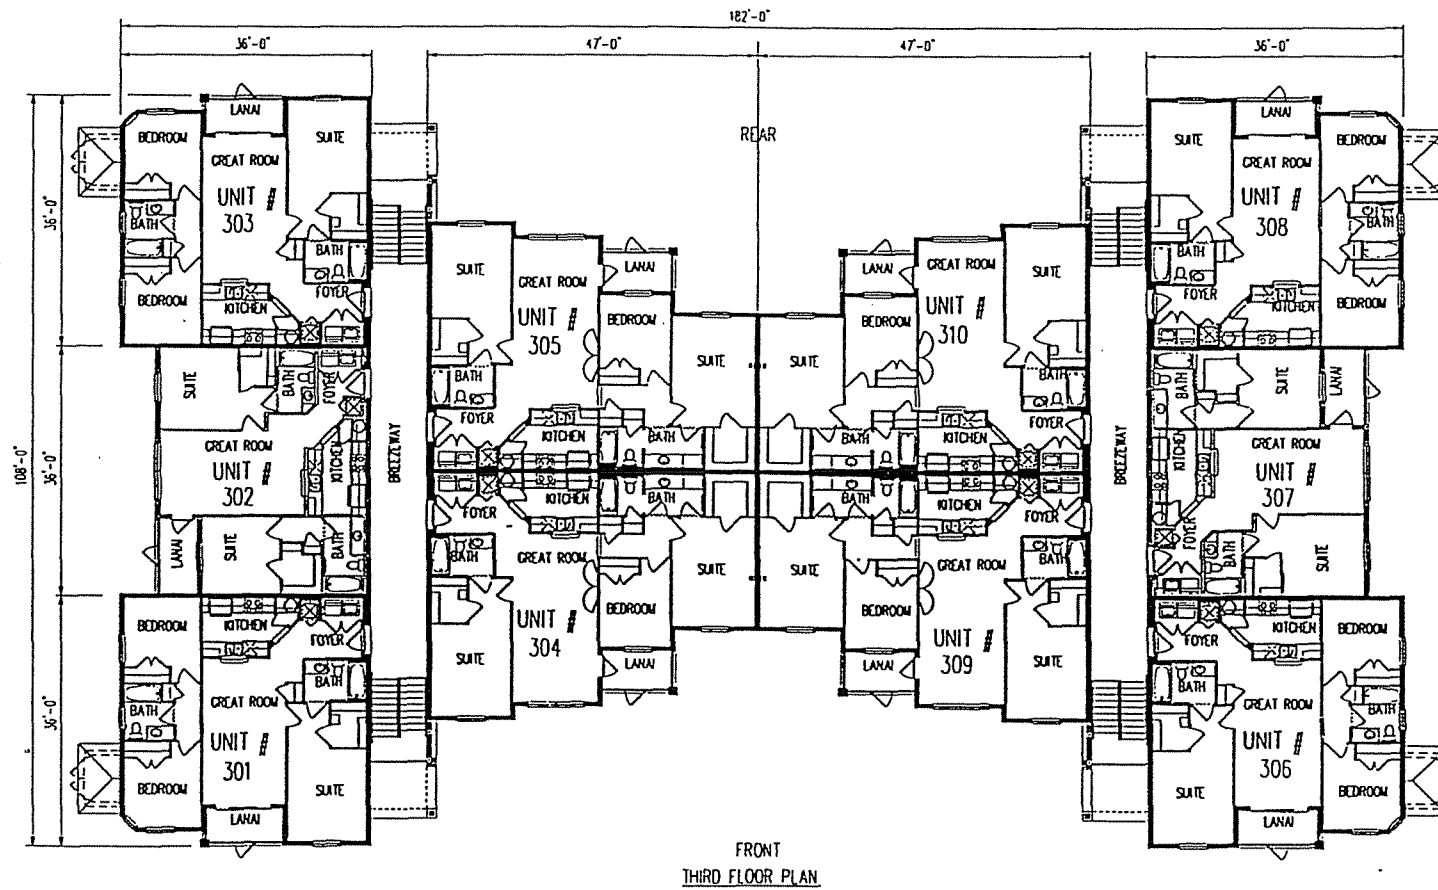 182'-0"
36'-0"
47'-0"
47'-0"
36'-0"
REAR
108'-0"
36'-0"
36'-0"
36'-0"
BEDROOM
LANAI
SUITE
GREAT ROOM
UNIT #
303
BATH
BATH
BEDROOM
FOYER
KITCHEN
SUITE
BATH
FOYER
GREAT ROOM
UNIT #
302
KITCHEN
LANAI
SUITE
BATH
BEDROOM
KITCHEN
FOYER
BATH
GREAT ROOM
BATH
UNIT #
301
BEDROOM
SUITE
LANAI
BREEZEWAY
SUITE
GREAT ROOM
LANAI
UNIT #
305
BEDROOM
SUITE
BATH
FOYER
KITCHEN
BATH
KITCHEN
BATH
FOYER
GREAT ROOM
BATH
SUITE
UNIT #
304
BEDROOM
SUITE
LANAI
LANAI
GREAT ROOM
SUITE
UNIT #
310
BEDROOM
SUITE
BATH
FOYER
KITCHEN
BATH
KITCHEN
BATH
FOYER
GREAT ROOM
BATH
SUITE
BEDROOM
UNIT #
309
SUITE
LANAI
BREEZEWAY
LANAI
SUITE
BEDROOM
GREAT ROOM
UNIT #
308
BATH
BATH
FOYER
BEDROOM
KITCHEN
BATH
SUITE
LANAI
KITCHEN
GREAT ROOM
UNIT #
307
FOYER
BATH
SUITE
FOYER
KITCHEN
BEDROOM
BATH
GREAT ROOM
BATH
UNIT #
306
SUITE
BEDROOM
LANAI
FRONT
THIRD FLOOR PLAN